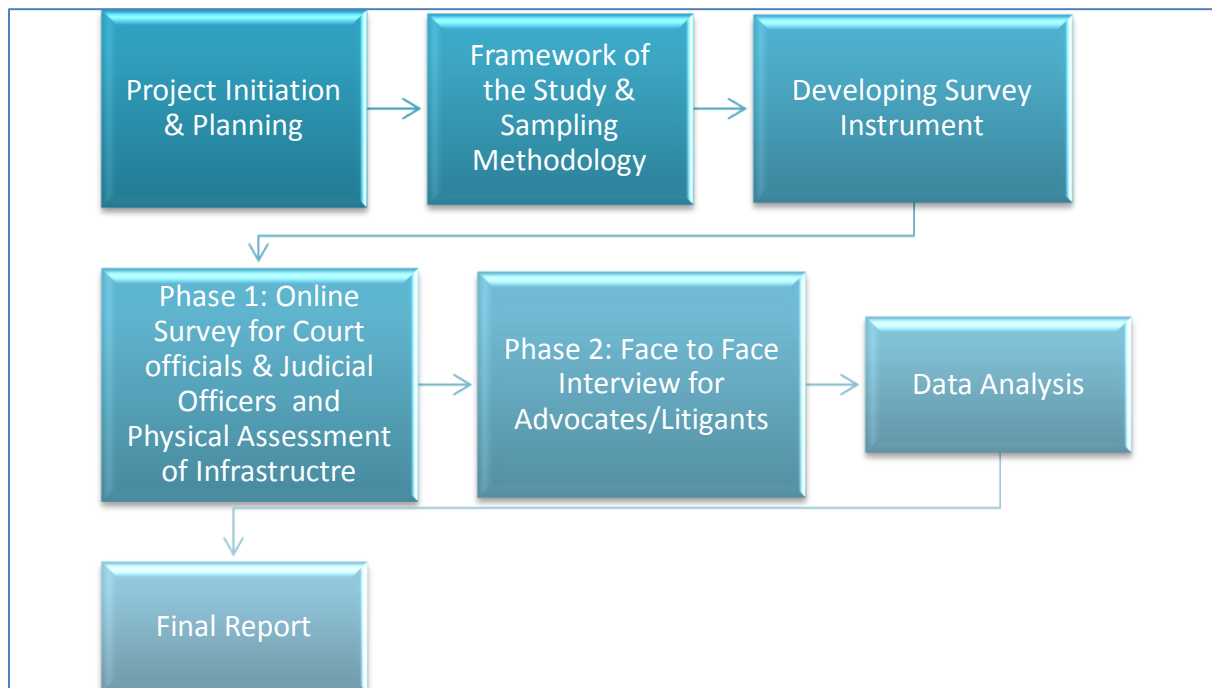 Project Initiation
& Planning
Framework of
the Study &
Sampling
Methodology
Developing Survey
Instrument
Phase 1: Online
Survey for Court
officials & Judicial
Officers and
Physical Assessment
of Infrastructre
Phase 2: Face to Face
Interview for
Advocates/Litigants
Data Analysis
Final Report